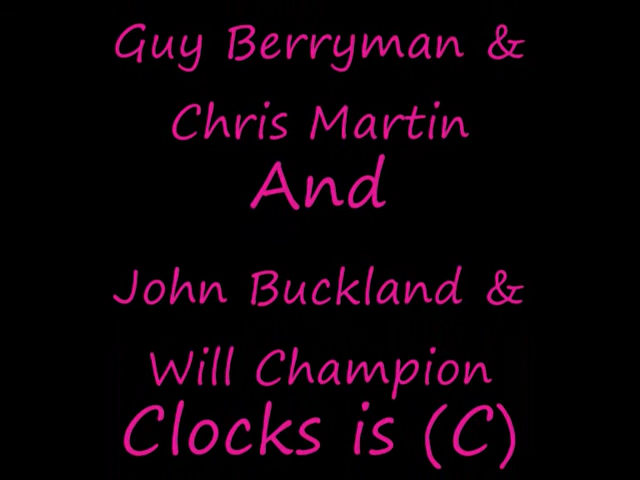 Guy Berryman &
Chris Martin
And
John Buckland &
Will Champion
Clocks is (C)